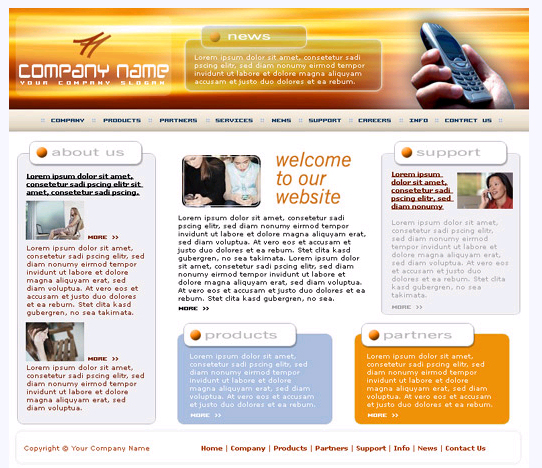 news
Lorem ipsum dolor sit amet, consetetur sadi
pscing elitr, sed diam nonumy eirmod tempor
invidunt ut labore et dolore magna aliquyam
accusam et justo duo dolores et ea rebum.
COMPANY NAME
YOUR COMPANY SLOGAN
:: COMPANY :: PRODUCTS :: PARTNERS :: SERVICES :: NEWS :: SUPPORT :: CAREERS :: INFO :: CONTACT US ::
about us
Lorem ipsum dolor sit amet,
consetetur sadi pscing elitr sit
amet, consetetur sadi pscing.
MORE >>
Lorem ipsum dolor sit amet,
consetetur sadi pscing elitr, sed
diam nonumy eirmod tempor
invidunt ut labore et dolore
magna aliquyam erat, sed
diam voluptua. At vero eos et
accusam et justo duo dolores
et ea rebum. Stet clita kasd
gubergren, no sea takimata.
MORE >>
Lorem ipsum dolor sit amet,
consetetur sadi pscing elitr, sed
diam nonumy eirmod tempor
invidunt ut labore et dolore
magna aliquyam erat, sed
diam voluptua.
welcome
to our
website
Lorem ipsum dolor sit amet, consetetur sadi
pscing elitr, sed diam nonumy eirmod tempor
invidunt ut labore et dolore magna aliquyam erat,
sed diam voluptua. At vero eos et accusam et
justo duo dolores et ea rebum. Stet clita kasd
gubergren, no sea takimata. Lorem ipsum dolor
sit amet, consetetur sadi pscing elitr, sed diam
nonumy eirmod tempor invidunt ut labore et dolore
magna aliquyam erat, sed diam voluptua. At vero
eos et accusam et justo duo dolores et ea
rebum. Stet clita kasd gubergren, no sea.
MORE >>
support
Lorem ipsum
dolor sit amet,
consetetur sadi
pscing elitr, sed
diam nonumy
Lorem ipsum dolor sit amet,
consetetur sadi pscing elitr, sed
diam nonumy eirmod tempor
invidunt ut labore et dolore
magna aliquyam erat, sed
diam voluptua. At vero eos et
accusam et justo duo dolores
et ea rebum. Stet clita kasd
gubergren, no sea takimata.
MORE >>
products
Lorem ipsum dolor sit amet,
consetetur sadi pscing elitr, sed
diam nonumy eirmod tempor
invidunt ut labore et dolore
magna aliquyam erat, sed diam
voluptua. At vero eos et accusam
et justo duo dolores et ea rebum.
MORE >>
partners
Lorem ipsum dolor sit amet,
consetetur sadi pscing elitr, sed
diam nonumy eirmod tempor
invidunt ut labore et dolore
magna aliquyam erat, sed diam
voluptua. At vero eos et accusam
et justo duo dolores et ea rebum.
MORE >>
Copyright © Your Company Name
Home | Company | Products | Partners | Support | Info | News | Contact Us